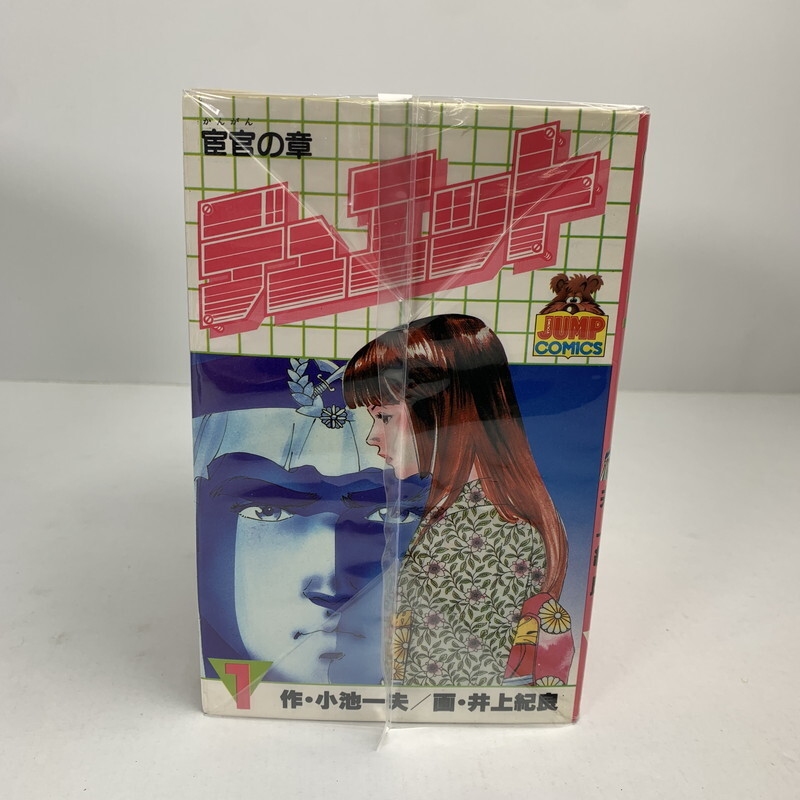 かんがん
宦官の章
デュエット
JUMP
COMICS
1
作・小池一夫／画・井上紀良